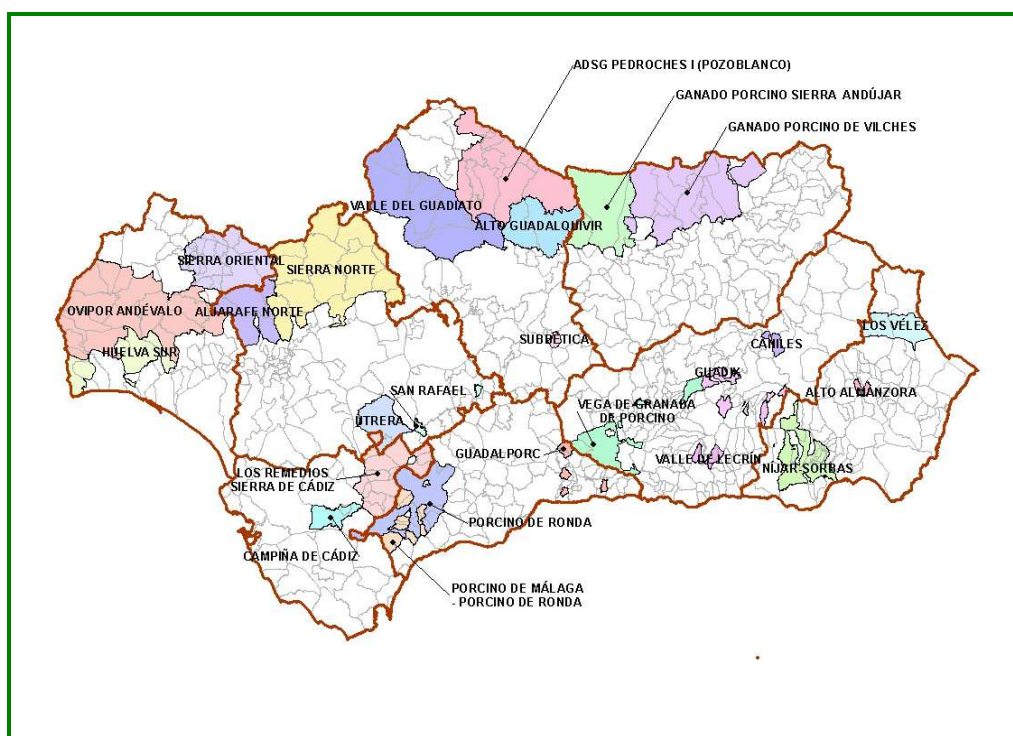 ADSG PEDROCHES I (POZOBLANCO)
GANADO PORCINO SIERRA ANDÚJAR
GANADO PORCINO DE VILCHES
VALLE DEL GUADIATO
ALTO GUADALQUIVIR
SIERRA ORIENTAL
SIERRA NORTE
OVIPOR ANDÉVALO
ALJARAFE NORTE
LOS VÉLEZ
SUBBÉTICA
CANILES
HUELVA SUR
GUADIX
SAN RAFAEL
ALTO ALMANZORA
VEGA DE GRANADA
DE PORCINO
UTRERA
GUADALPORC
VALLE DE LECRÍN
NÍJAR-SORBAS
LOS REMEDIOS
SIERRA DE CÁDIZ
PORCINO DE RONDA
CAMPIÑA DE CÁDIZ
PORCINO DE MÁLAGA
- PORCINO DE RONDA